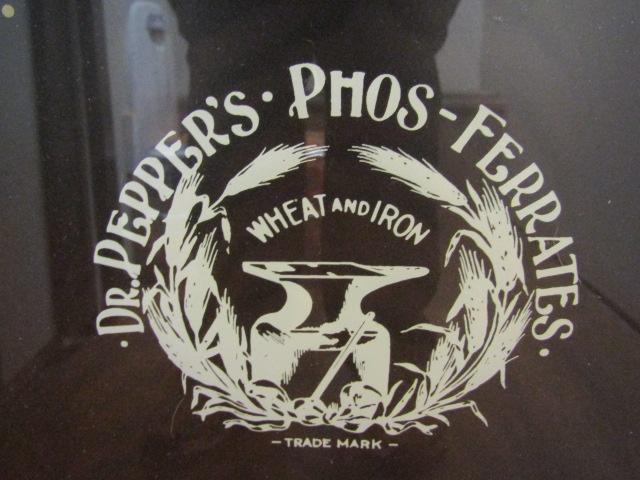 ·DR. PEPPER'S· PHOS-FERRATES.
WHEAT AND IRON
– TRADE MARK –